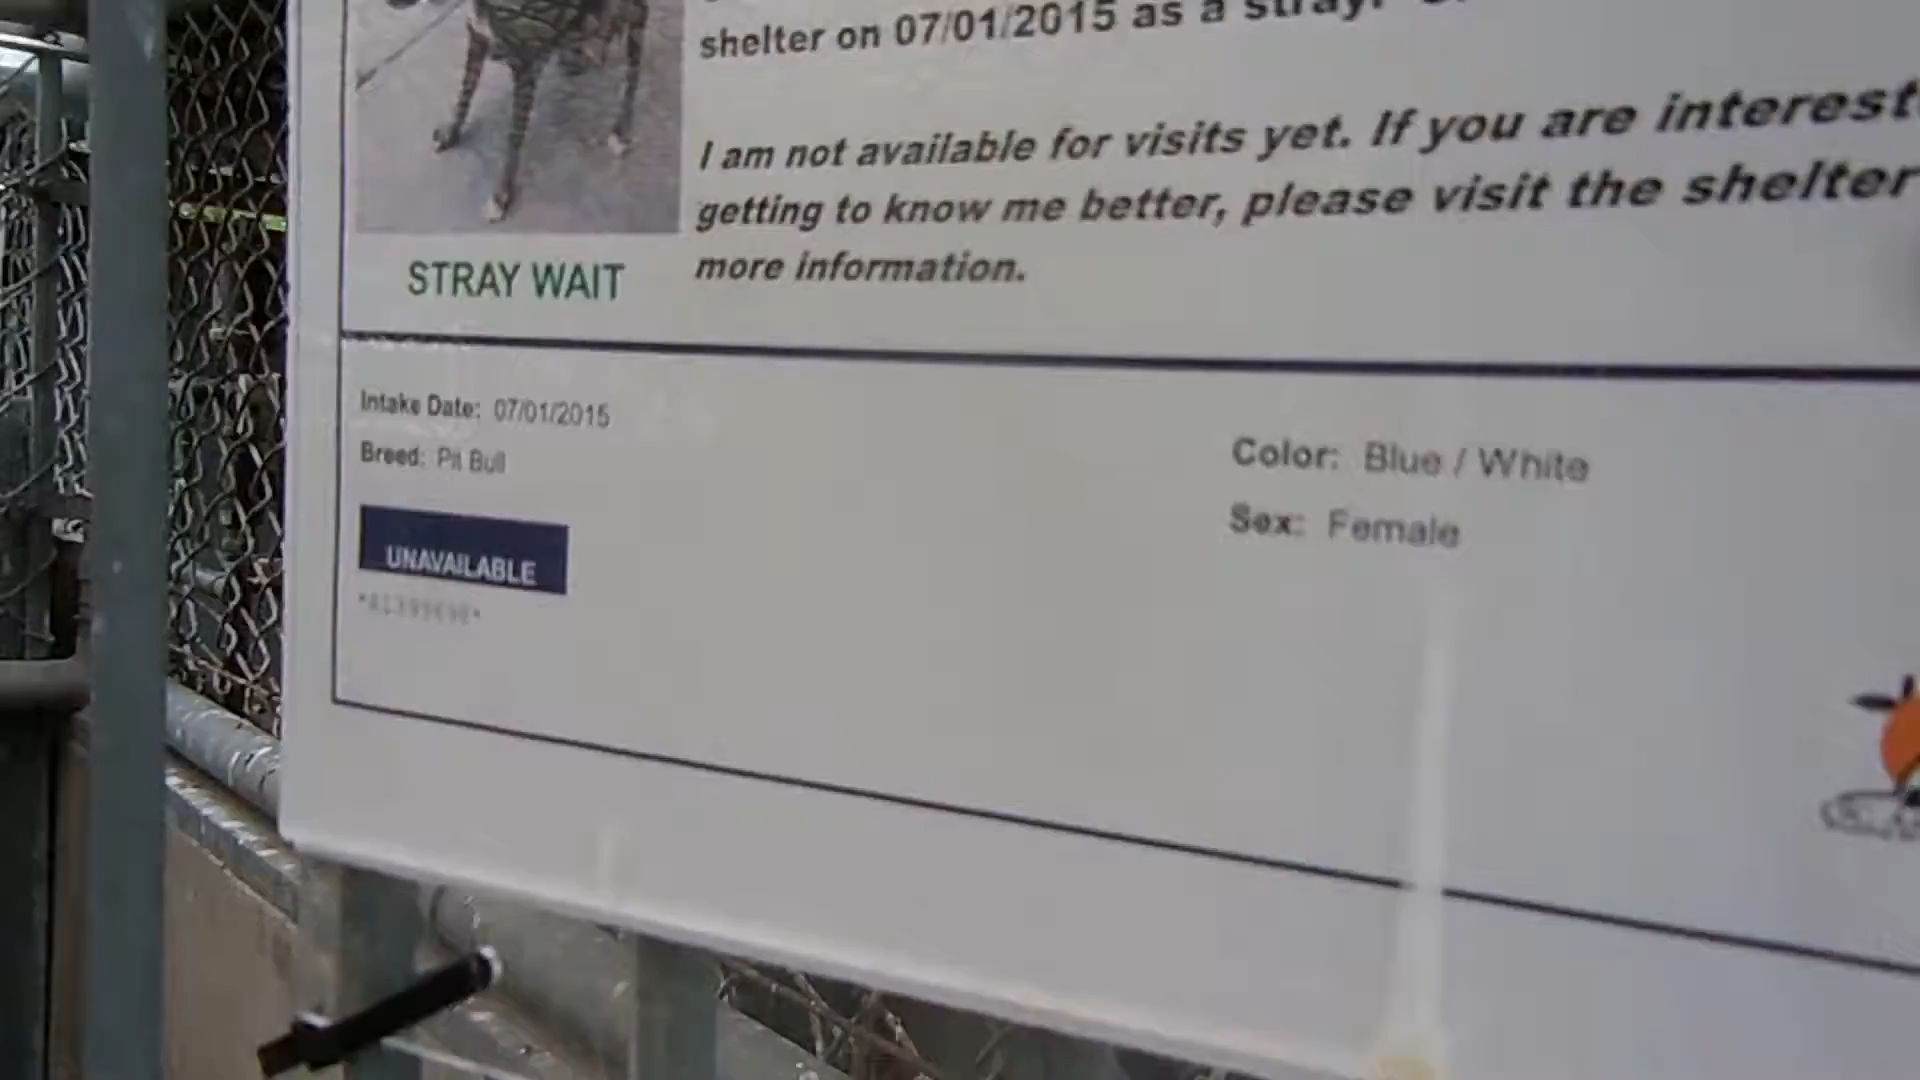 shelter on 07/01/2015 as a stray.
I am not available for visits yet. If you are
getting to know me better, please visit the shelter
more information.
STRAY WAIT
Intake Date: 07/01/2015
Breed: Pit Bull
Color: Blue / White
Sex: Female
UNAVAILABLE